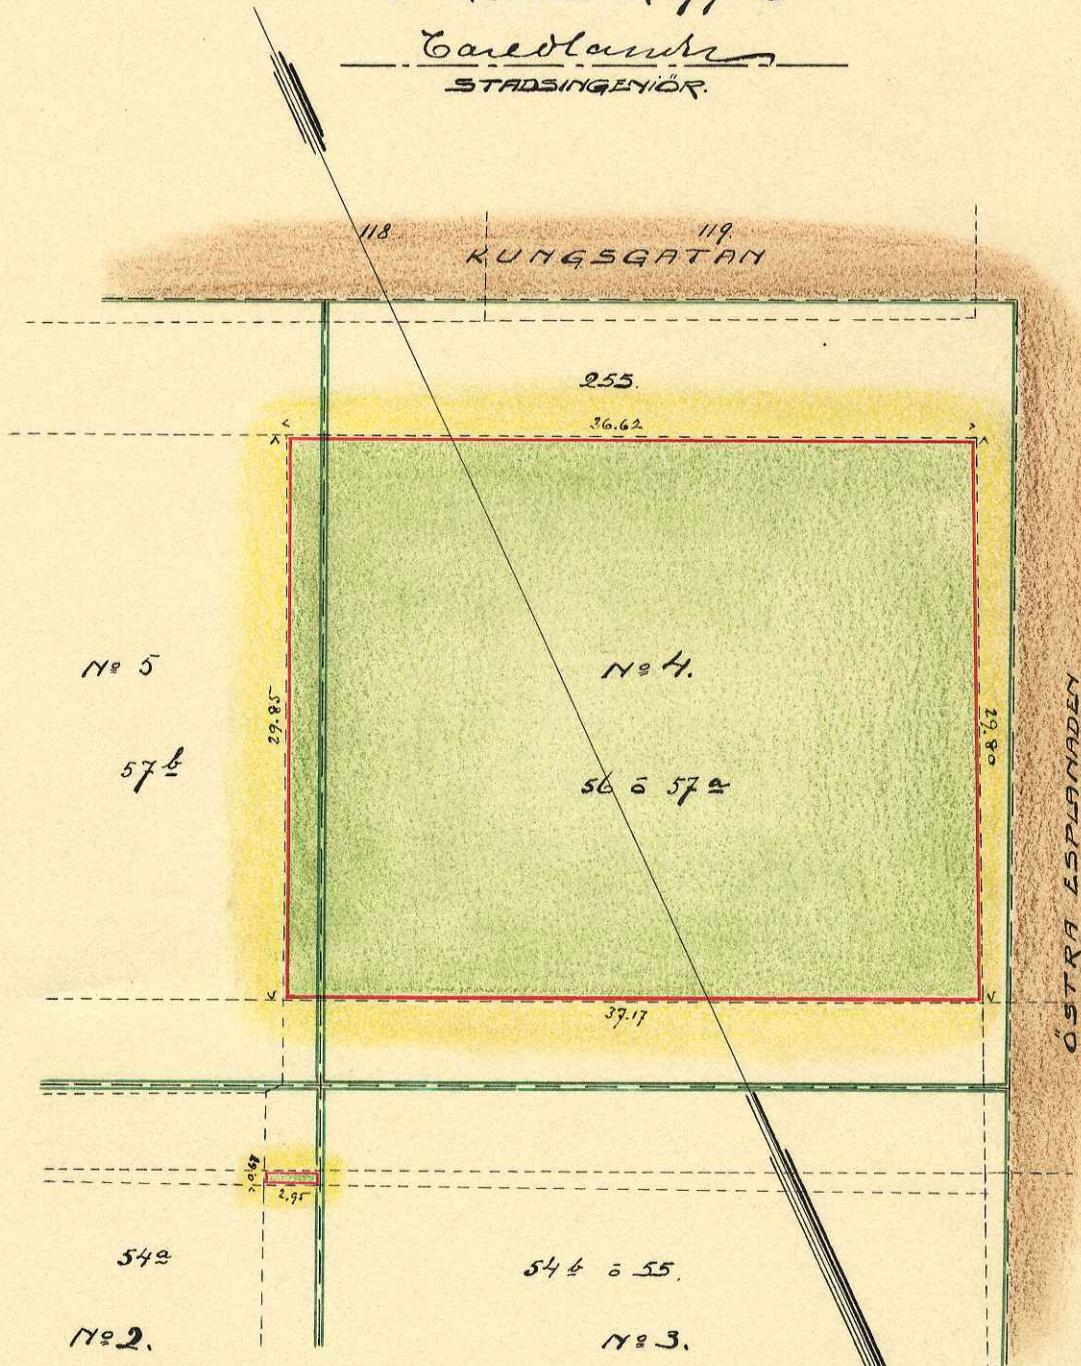 STADSINGENIÖR.
118
119.
KUNGSGATAN
255.
36.62
Nº 5
Nº 4.
29.85
29.80
57 b
56 o 57 a
ÖSTRA ESPLANADEN
37.17
0.67
2.95
54 a
54 b o 55.
Nº 2.
Nº 3.